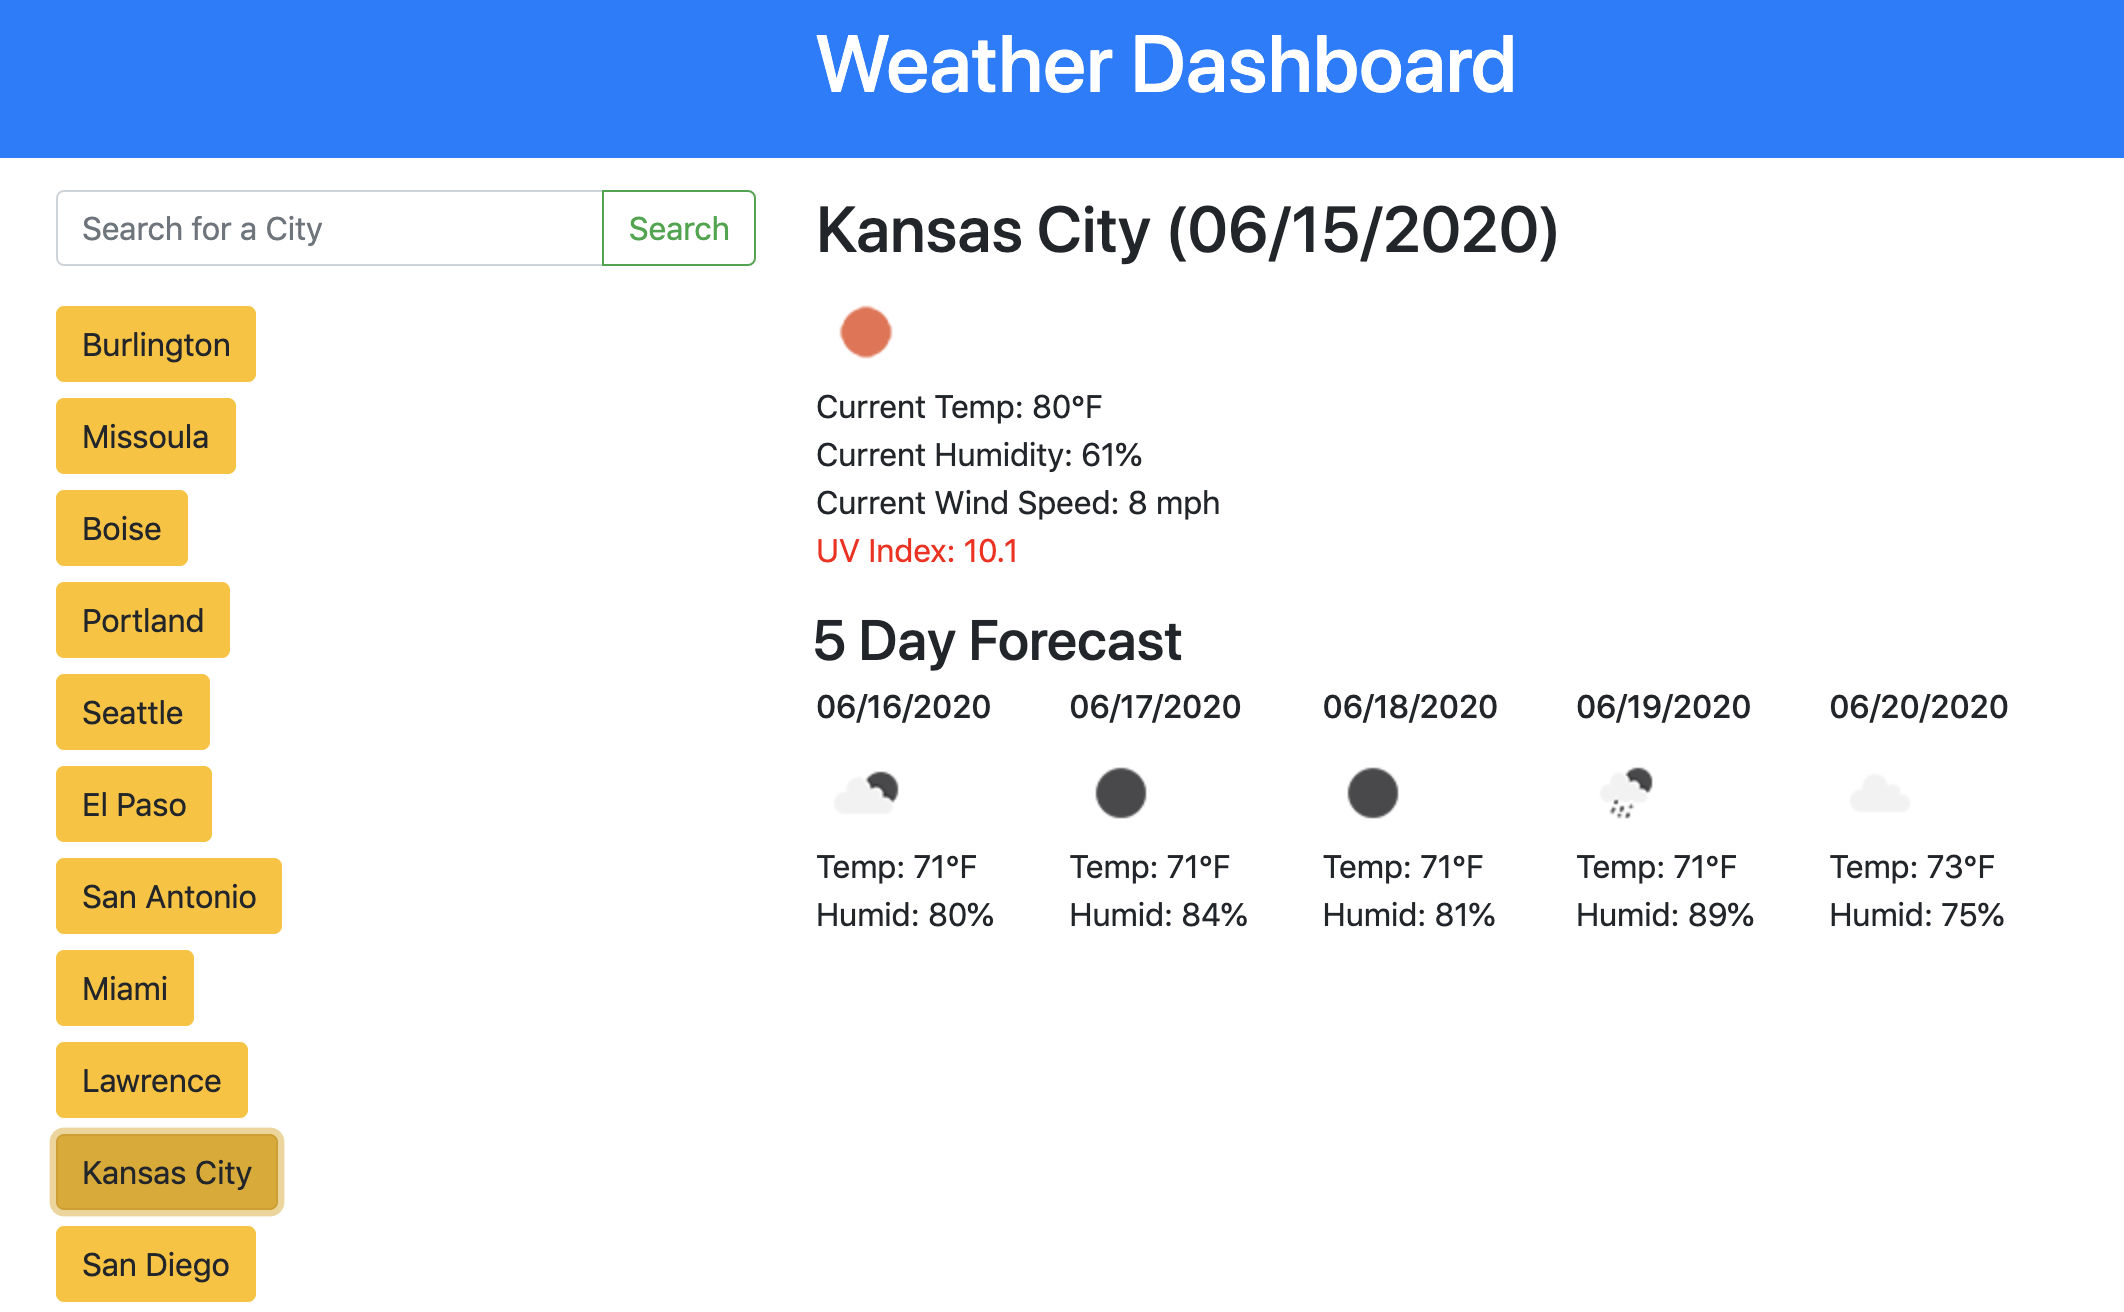 Weather Dashboard
Search for a City
Search
Burlington
Missoula
Boise
Portland
Seattle
El Paso
San Antonio
Miami
Lawrence
Kansas City
San Diego
Kansas City (06/15/2020)
Current Temp: 80°F
Current Humidity: 61%
Current Wind Speed: 8 mph
UV Index: 10.1
5 Day Forecast
06/16/2020 06/17/2020 06/18/2020 06/19/2020 06/20/2020
Temp: 71°F Temp: 71°F Temp: 71°F Temp: 71°F Temp: 73°F
Humid: 80% Humid: 84% Humid: 81% Humid: 89% Humid: 75%